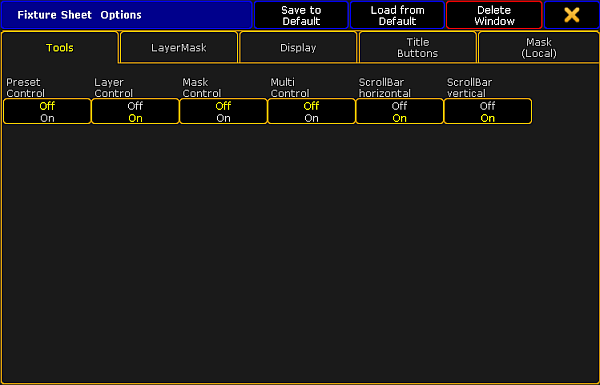 Fixture Sheet Options
Save to
Default
Load from
Default
Delete
Window
Tools
LayerMask
Display
Title
Buttons
Mask
(Local)
Preset
Control
Layer
Control
Mask
Control
Multi
Control
ScrollBar
horizontal
ScrollBar
vertical
Off
On
Off
On
Off
On
Off
On
Off
On
Off
On